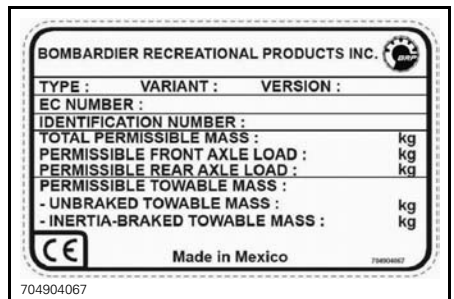 BOMBARDIER RECREATIONAL PRODUCTS INC. BRP
TYPE : VARIANT : VERSION :
EC NUMBER :
IDENTIFICATION NUMBER :
TOTAL PERMISSIBLE MASS : kg
PERMISSIBLE FRONT AXLE LOAD : kg
PERMISSIBLE REAR AXLE LOAD : kg
PERMISSIBLE TOWABLE MASS :
- UNBRAKED TOWABLE MASS : kg
- INERTIA-BRAKED TOWABLE MASS : kg
CE Made in Mexico 704904067
704904067